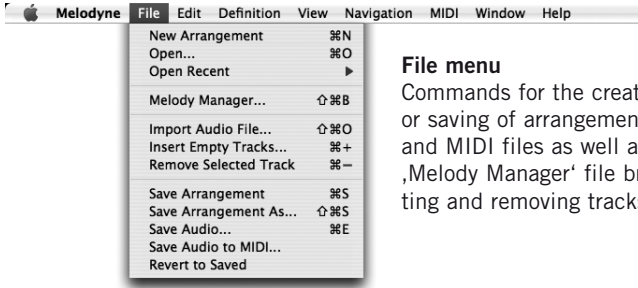 Melodyne File Edit Definition View Navigation MIDI Window Help
New Arrangement ⌘N
Open... ⌘O
Open Recent ▶
Melody Manager... ⇧⌘B
Import Audio File... ⇧⌘O
Insert Empty Tracks... ⌘+
Remove Selected Track ⌘−
Save Arrangement ⌘S
Save Arrangement As... ⇧⌘S
Save Audio... ⌘E
Save Audio to MIDI...
Revert to Saved
File menu
Commands for the creat
or saving of arrangemen
and MIDI files as well a
‚Melody Manager‘ file br
ting and removing tracks